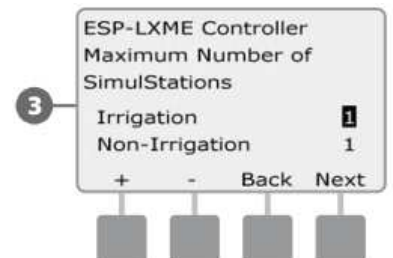 ESP-LXME Controller
Maximum Number of
SimulStations
3
Irrigation 1
Non-Irrigation 1
+ - Back Next